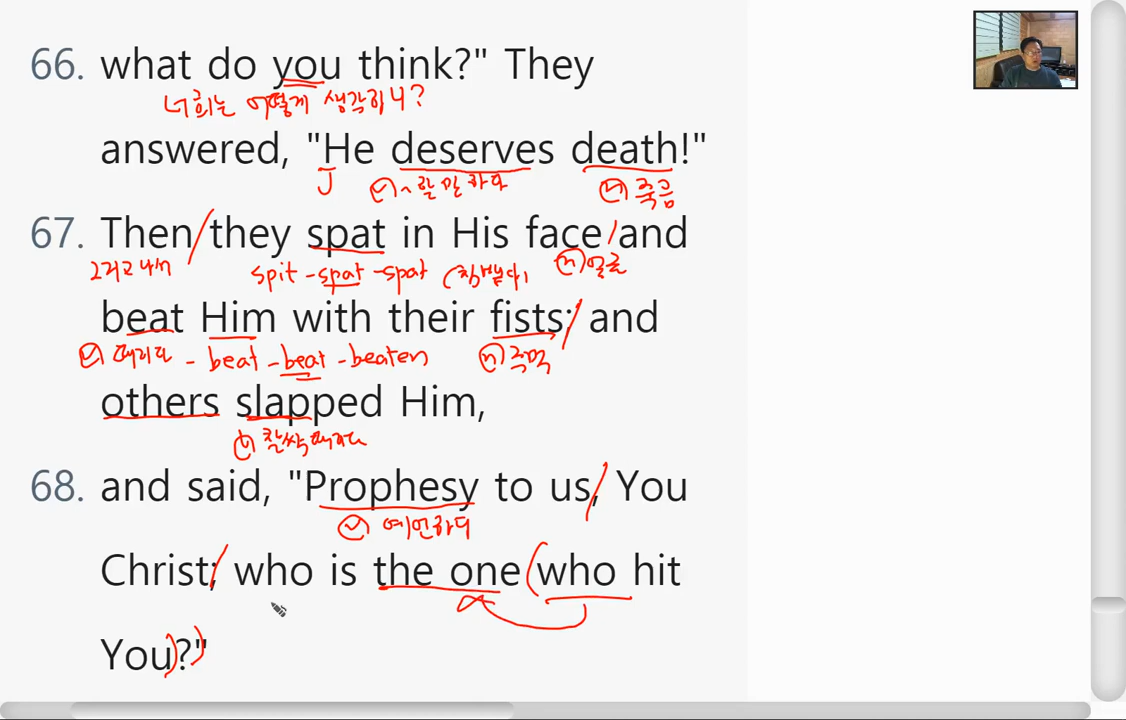 66. what do you think?" They
너희는 어떻게 생각하니?
answered, "He deserves death!"
J ⓥ ~할 만하다 ⓝ 죽음
67. Then/they spat in His face/and
그리고 나서 spit - spat - spat (침뱉다) ⓝ 얼굴
beat Him with their fists;/and
ⓥ 때리다 - beat - beat - beaten ⓝ 주먹
others slapped Him,
ⓥ 찰싹때리다
68. and said, "Prophesy to us,/You
ⓥ 예언하다
Christ;/who is the one (who hit
You)?")